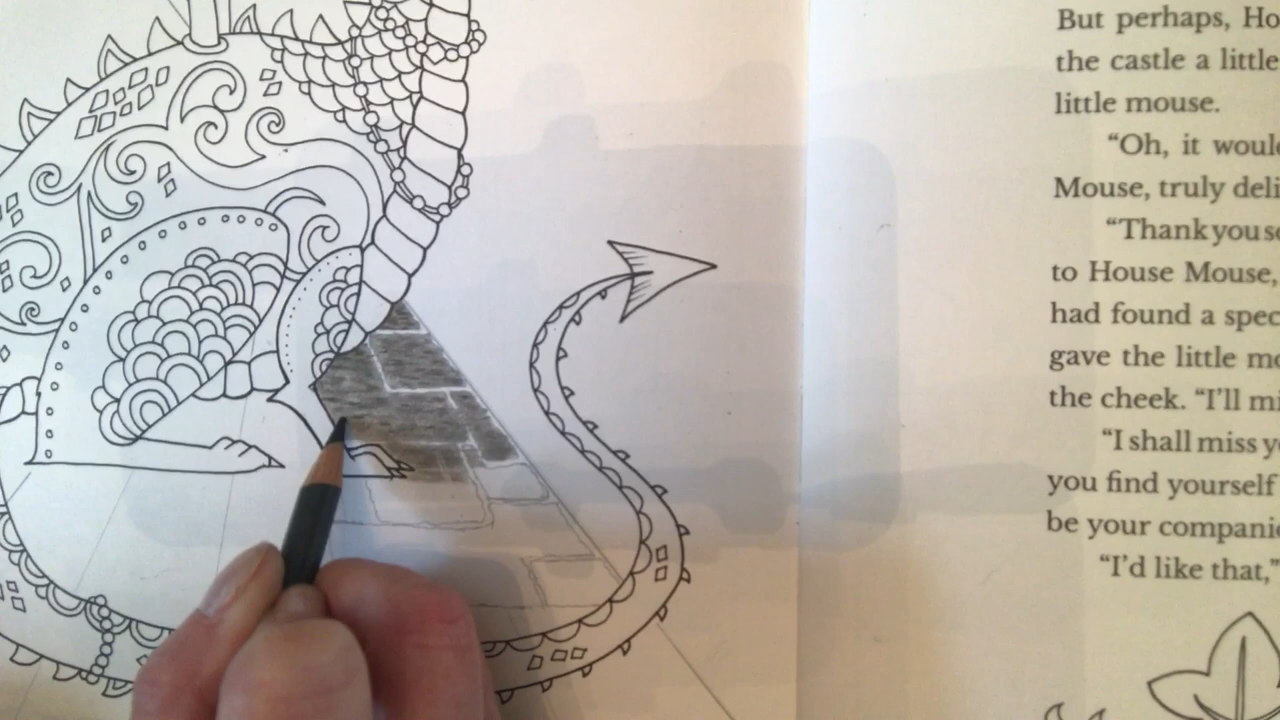 But perhaps, Ho
the castle a little
little mouse.
“Oh, it would
Mouse, truly deli
“Thank you so
to House Mouse,
had found a spec
gave the little mo
the cheek. “I’ll mi
“I shall miss y
you find yourself
be your companio
“I’d like that,”